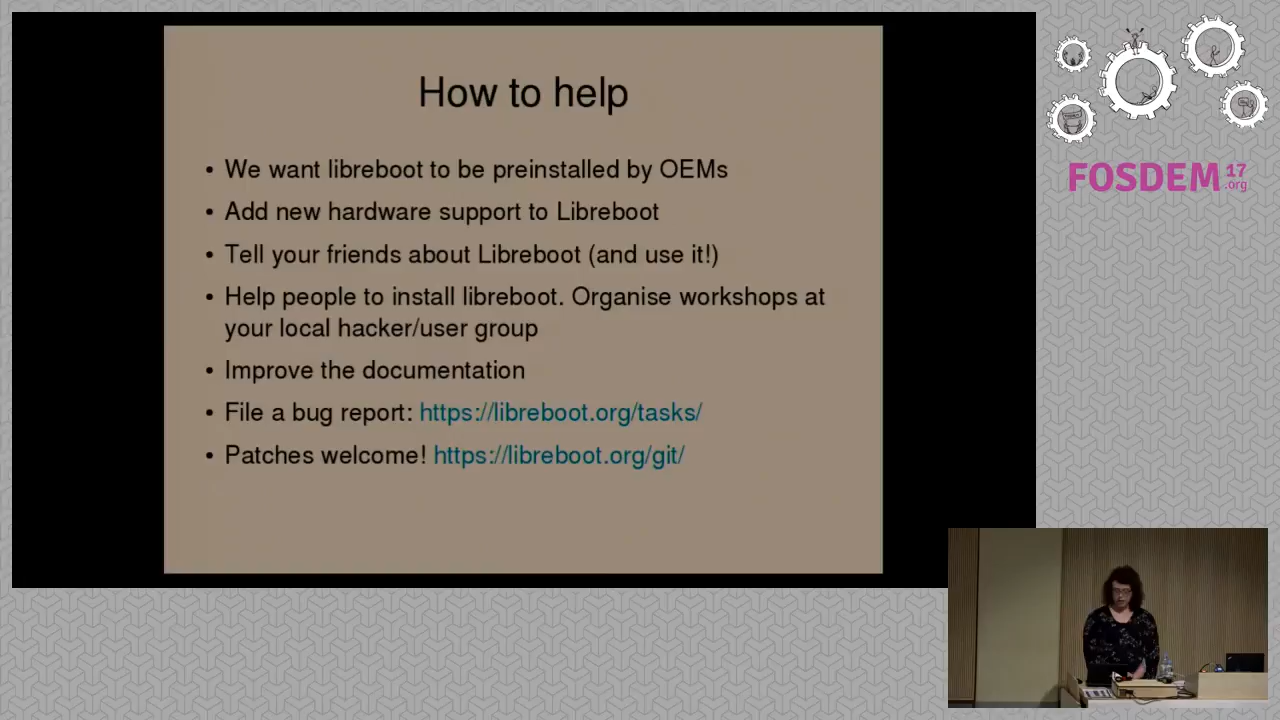 How to help
• We want libreboot to be preinstalled by OEMs
• Add new hardware support to Libreboot
• Tell your friends about Libreboot (and use it!)
• Help people to install libreboot. Organise workshops at
your local hacker/user group
• Improve the documentation
• File a bug report: https://libreboot.org/tasks/
• Patches welcome! https://libreboot.org/git/
FOSDEM 17
.org